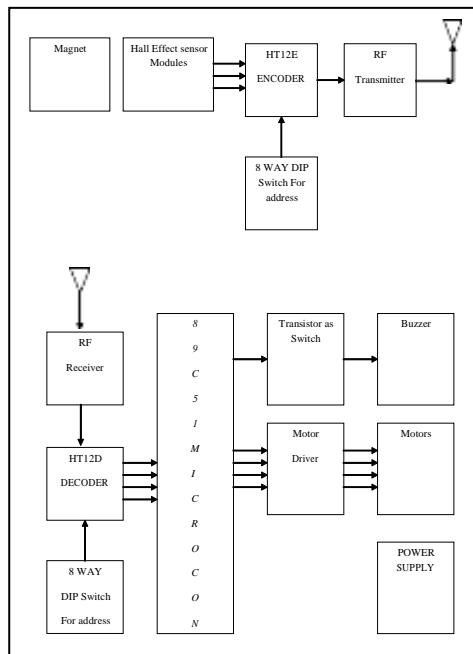 Magnet
Hall Effect sensor
Modules
HT12E
ENCODER
RF
Transmitter
8 WAY DIP
Switch For
address
RF
Receiver
HT12D
DECODER
8 WAY
DIP Switch
For address
8
9
C
5
1
M
I
C
R
O
C
O
N
Transistor as
Switch
Buzzer
Motor
Driver
Motors
POWER
SUPPLY